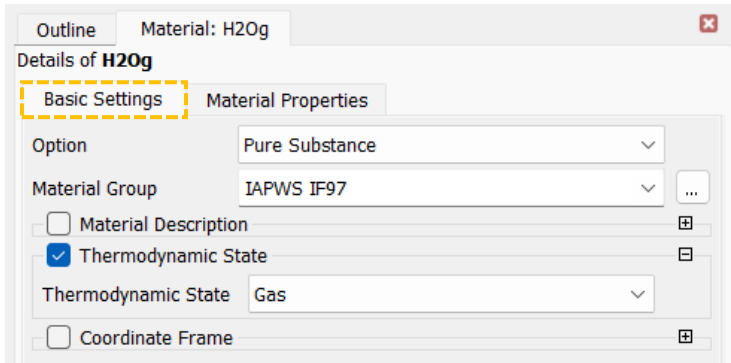 Outline Material: H2Og
Details of H2Og
Basic Settings Material Properties
Option Pure Substance
Material Group IAPWS IF97 ...
Material Description
Thermodynamic State
Thermodynamic State Gas
Coordinate Frame